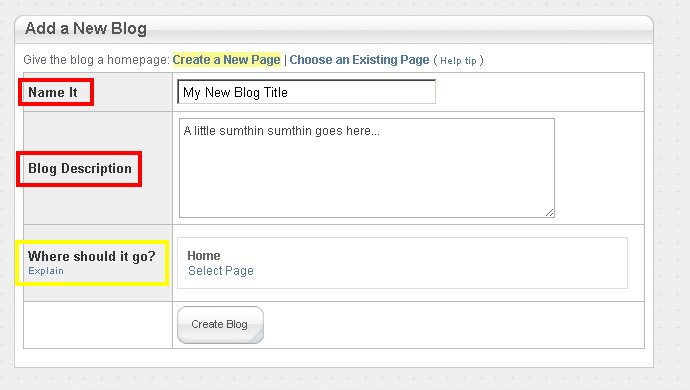 Add a New Blog
Give the blog a homepage: Create a New Page | Choose an Existing Page ( Help tip )
Name It
My New Blog Title
Blog Description
A little sumthin sumthin goes here...
Where should it go?
Explain
Home
Select Page
Create Blog